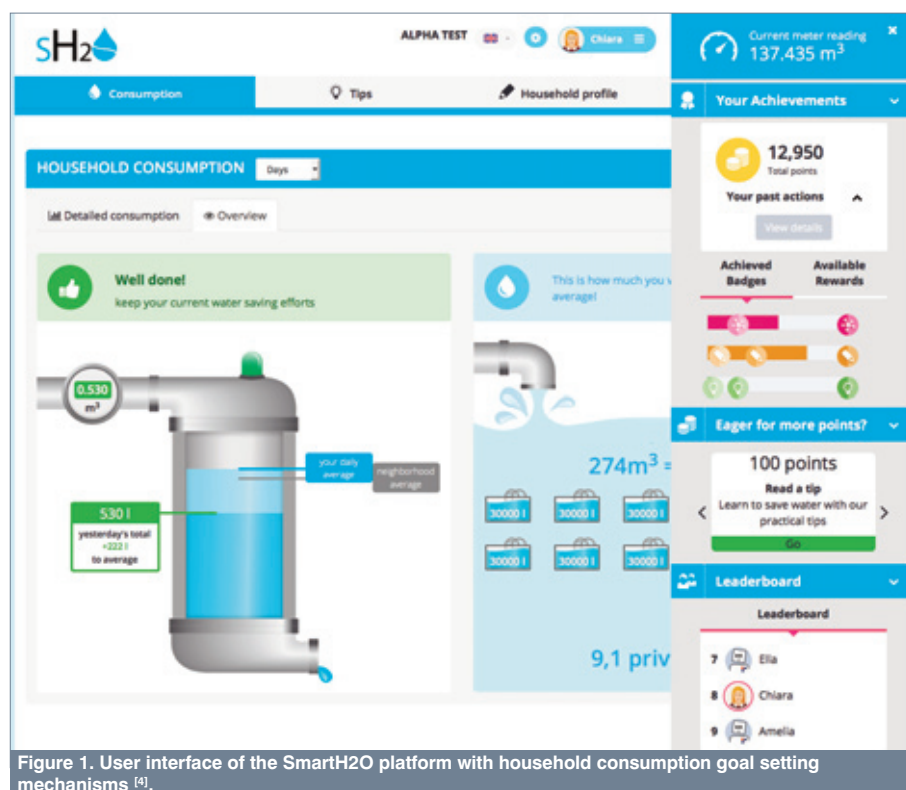 SH2O
ALPHA TEST
Chiara
Current meter reading
137.435 m³
Consumption
Tips
Household profile
Your Achievements
12,950
Total points
Your past actions
View details
Achieved
Badges
Available
Rewards
HOUSEHOLD CONSUMPTION
Days
Detailed consumption
Overview
Well done!
keep your current water saving efforts
This is how much you
average!
0.530
m³
your daily
average
neighborhood
average
530 l
yesterday's total
+222 l
to average
274m³ =
30000 l
30000 l
30000 l
30000 l
30000 l
30000 l
9,1 priv
Eager for more points?
100 points
Read a tip
Learn to save water with our
practical tips
Go
Leaderboard
Leaderboard
7 Ella
8 Chiara
9 Amelia
Figure 1. User interface of the SmartH2O platform with household consumption goal setting
mechanisms [4].